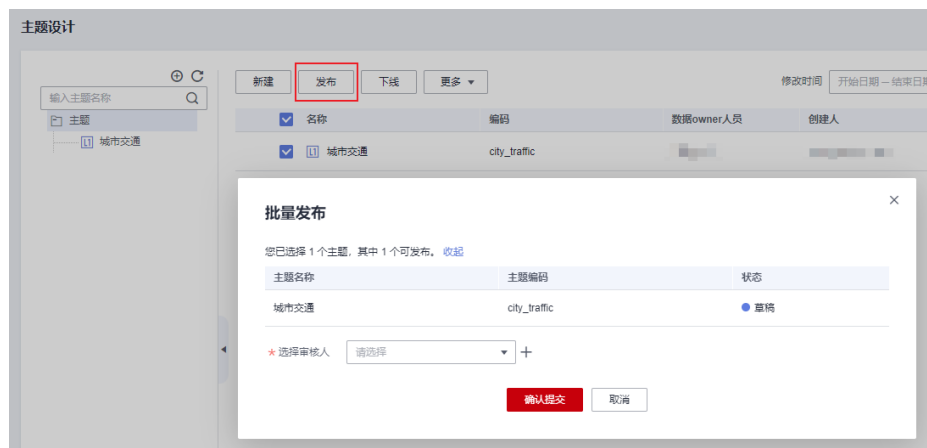 主题设计
新建 发布 下线 更多 修改时间 开始日期 – 结束日期
输入主题名称
主题
L1 城市交通
名称 编码 数据owner人员 创建人
L1 城市交通 city_traffic
批量发布
您已选择 1 个主题，其中 1 个可发布。 收起
主题名称 主题编码 状态
城市交通 city_traffic 草稿
* 选择审核人 请选择
确认提交 取消